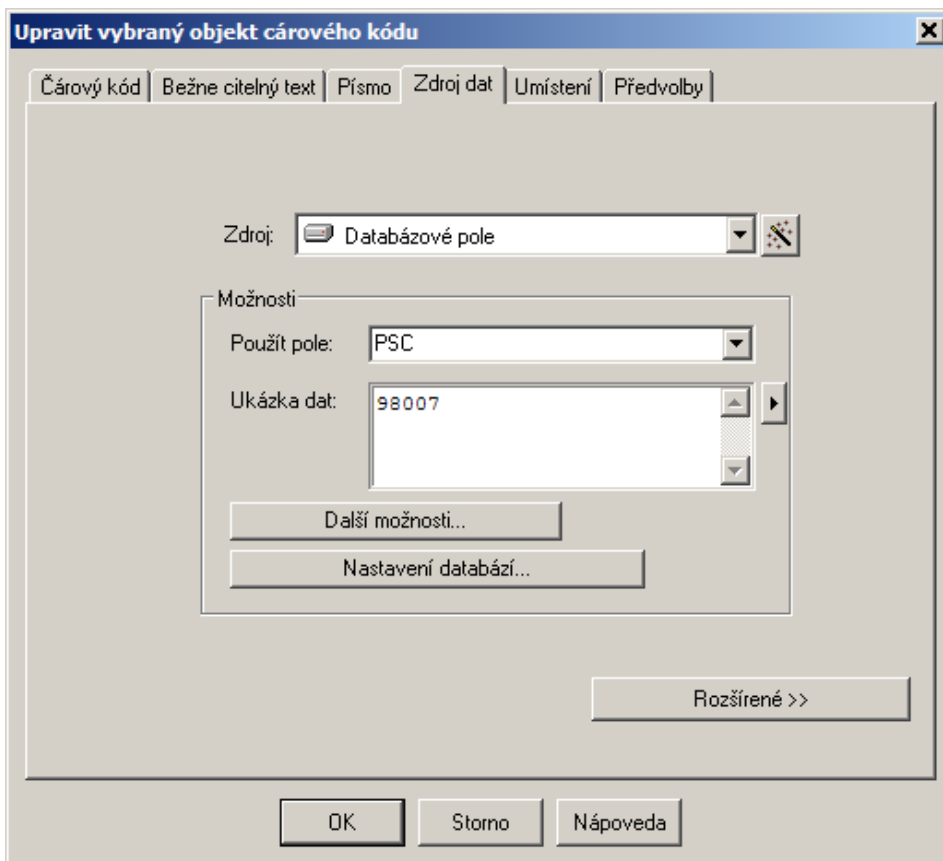 Upravit vybraný objekt cárového kódu
Čárový kód Bežne citelný text Písmo Zdroj dat Umístení Předvolby
Zdroj: Databázové pole
Možnosti
Použít pole: PSC
Ukázka dat: 98007
Další možnosti...
Nastavení databází...
Rozšírené >>
OK Storno Nápoveda